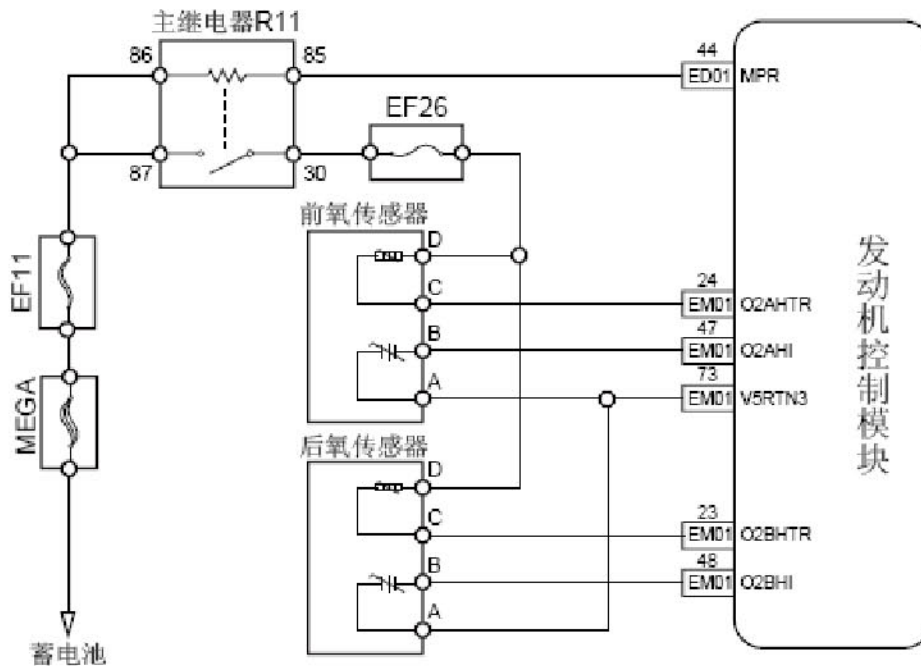 主继电器R11
86
85
44
ED01 MPR
EF26
87
30
前氧传感器
D
C
24
EM01 O2AHTR
B
47
EM01 O2AHI
A
73
EM01 V5RTN3
EF11
MEGA
后氧传感器
D
C
23
EM01 O2BHTR
B
48
EM01 O2BHI
A
发动机控制模块
蓄电池